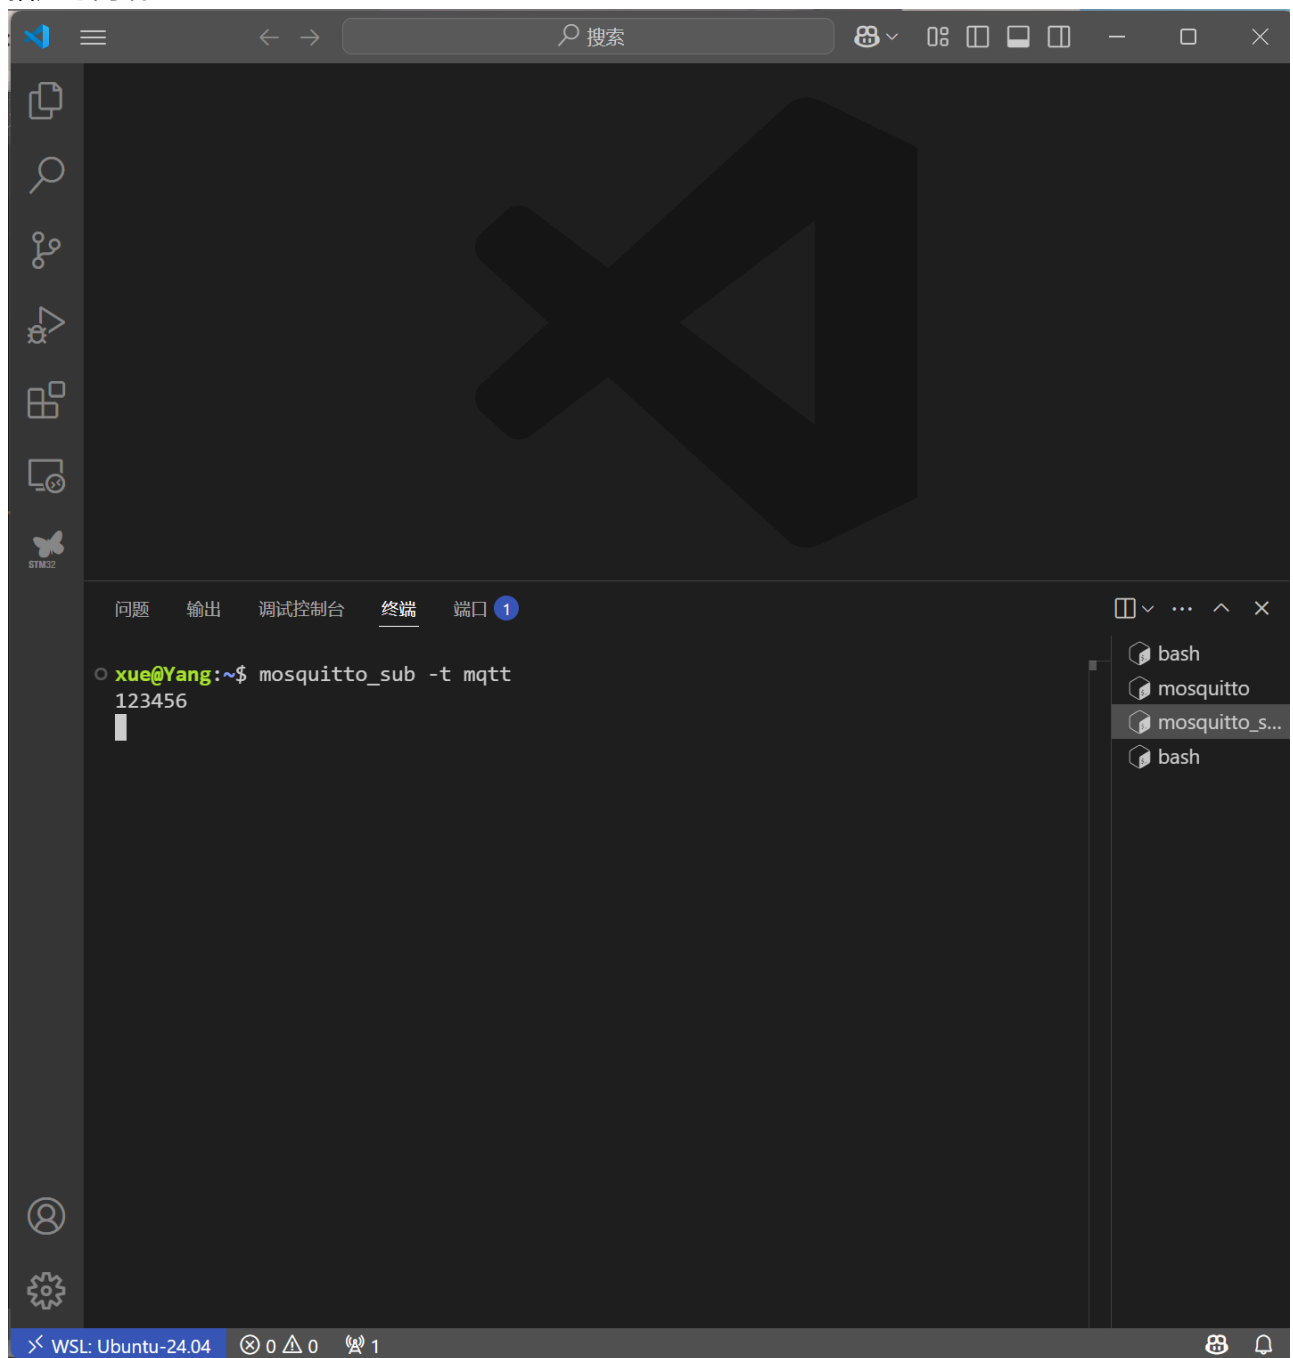 搜索
STM32
问题 输出 调试控制台 终端 端口 1
xue@Yang:~$ mosquitto_sub -t mqtt
123456
bash
mosquitto
mosquitto_s...
bash
WSL: Ubuntu-24.04 0 0 1